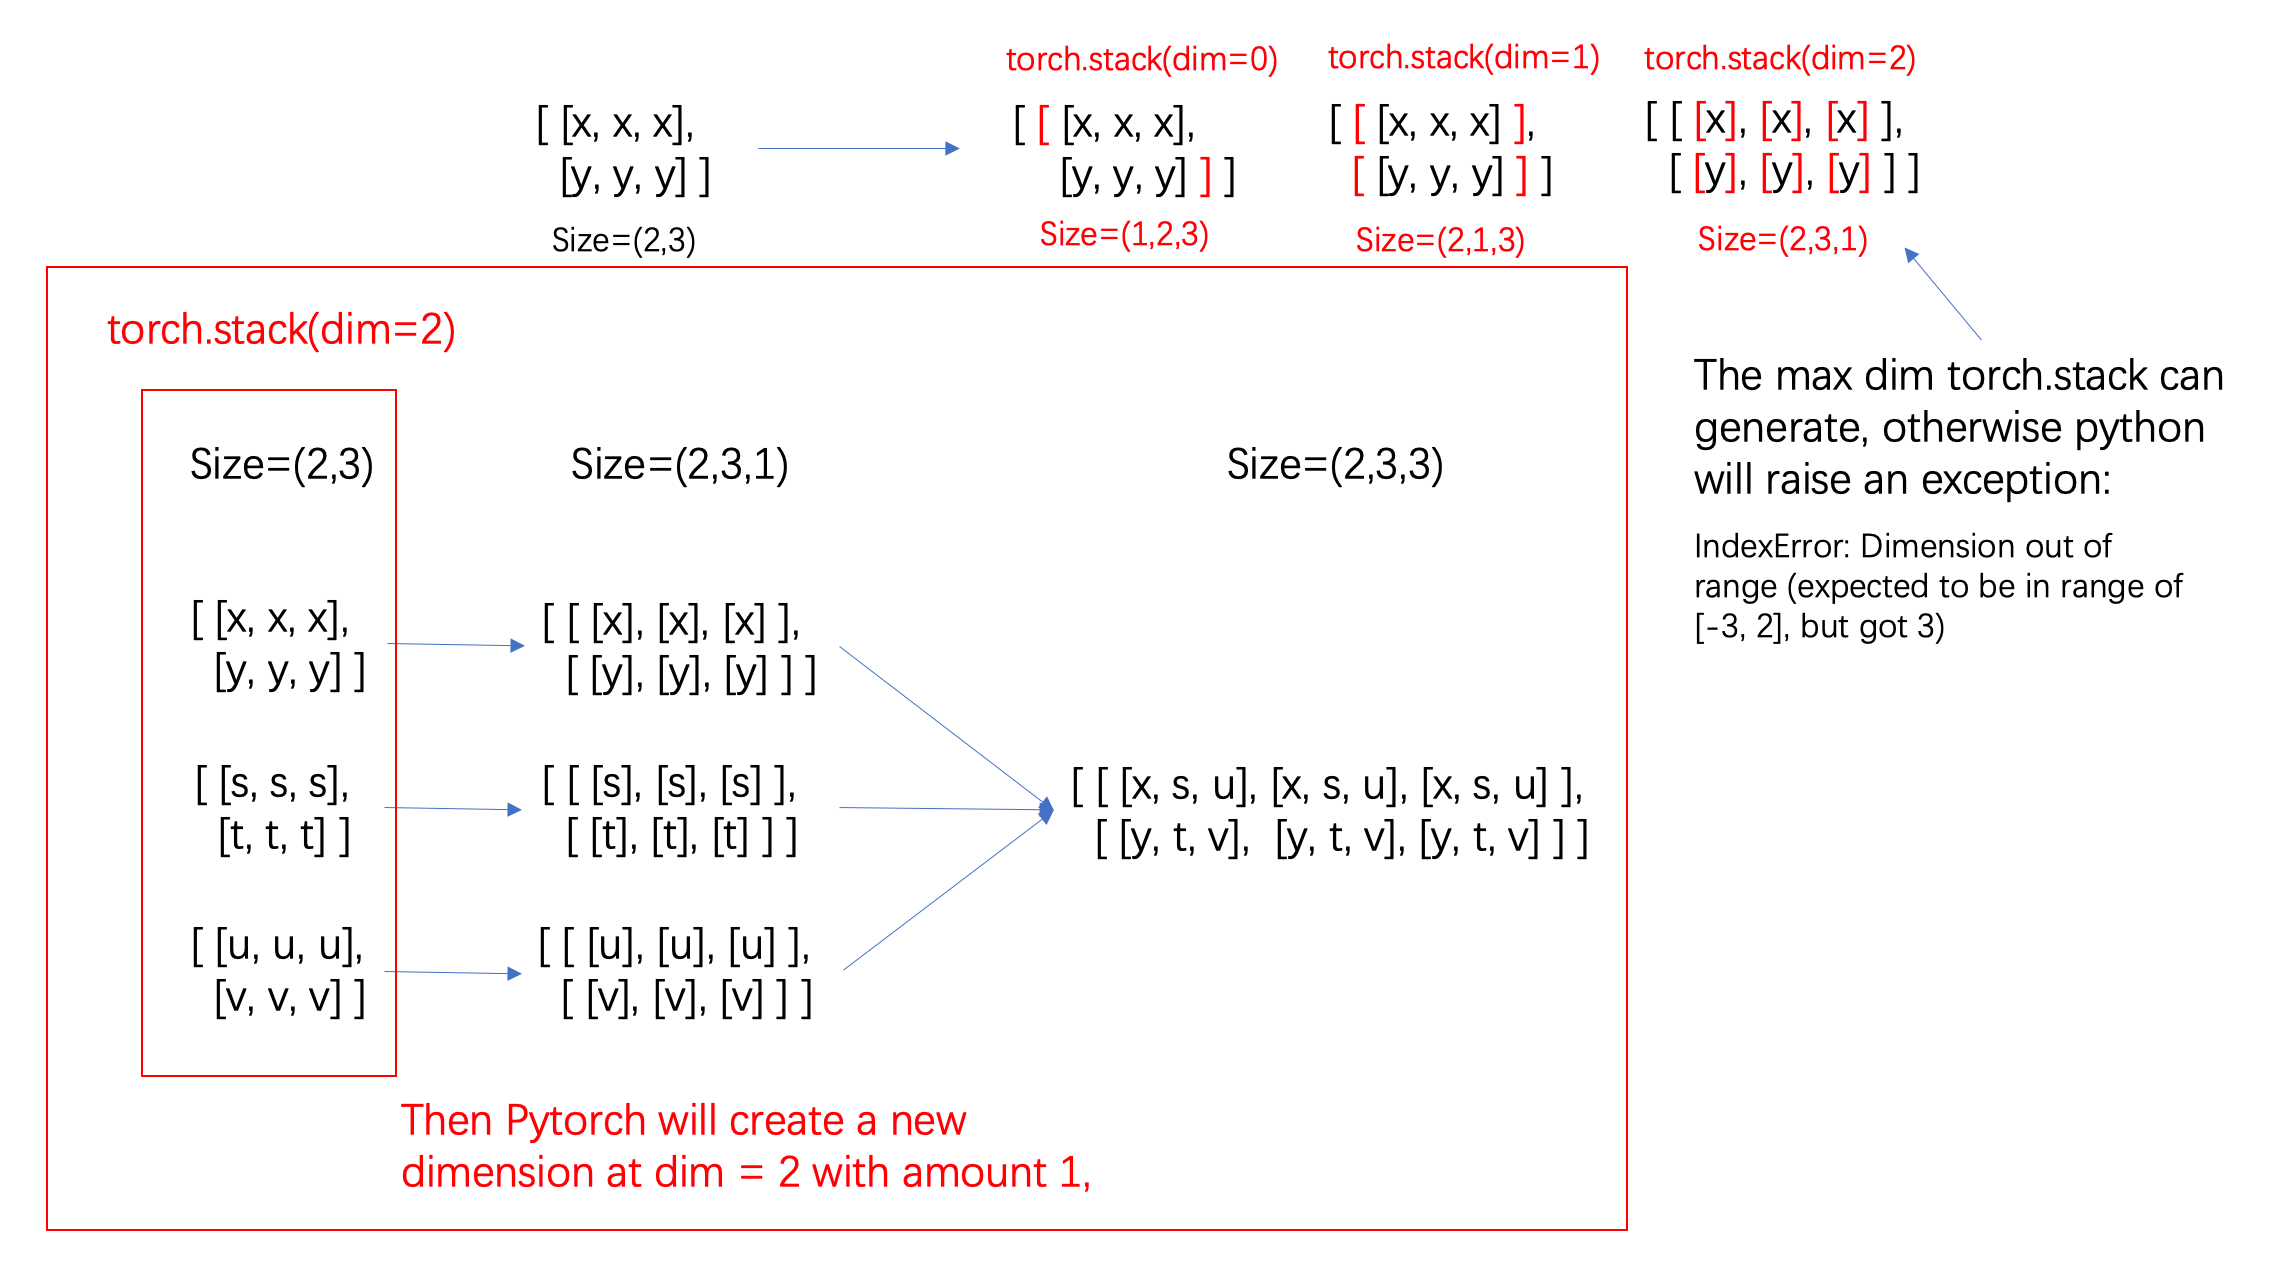 torch.stack(dim=0)
torch.stack(dim=1)
torch.stack(dim=2)
[ [x, x, x],
[y, y, y] ]
Size=(2,3)
[ [ [x, x, x],
[y, y, y] ] ]
Size=(1,2,3)
[ [ [x, x, x] ],
[ [y, y, y] ] ]
Size=(2,1,3)
[ [ [x], [x], [x] ],
[ [y], [y], [y] ] ]
Size=(2,3,1)
torch.stack(dim=2)
Size=(2,3)
Size=(2,3,1)
Size=(2,3,3)
[ [x, x, x],
[y, y, y] ]
[ [ [x], [x], [x] ],
[ [y], [y], [y] ] ]
[ [s, s, s],
[t, t, t] ]
[ [ [s], [s], [s] ],
[ [t], [t], [t] ] ]
[ [u, u, u],
[v, v, v] ]
[ [ [u], [u], [u] ],
[ [v], [v], [v] ] ]
[ [ [x, s, u], [x, s, u], [x, s, u] ],
[ [y, t, v], [y, t, v], [y, t, v] ] ]
Then Pytorch will create a new
dimension at dim = 2 with amount 1,
The max dim torch.stack can
generate, otherwise python
will raise an exception:
IndexError: Dimension out of
range (expected to be in range of
[-3, 2], but got 3)